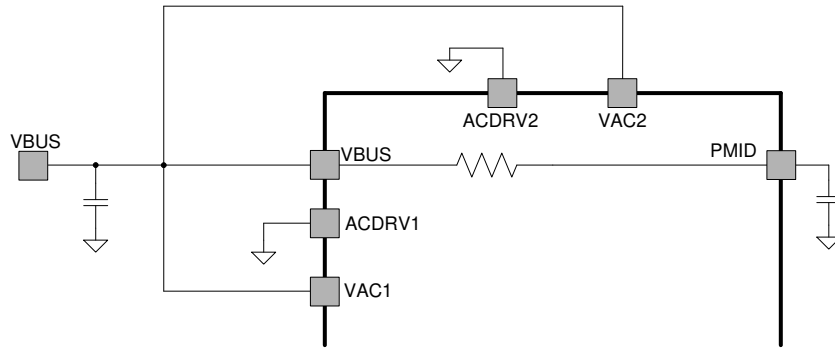 ACDRV2
VAC2
VBUS
VBUS
PMID
ACDRV1
VAC1